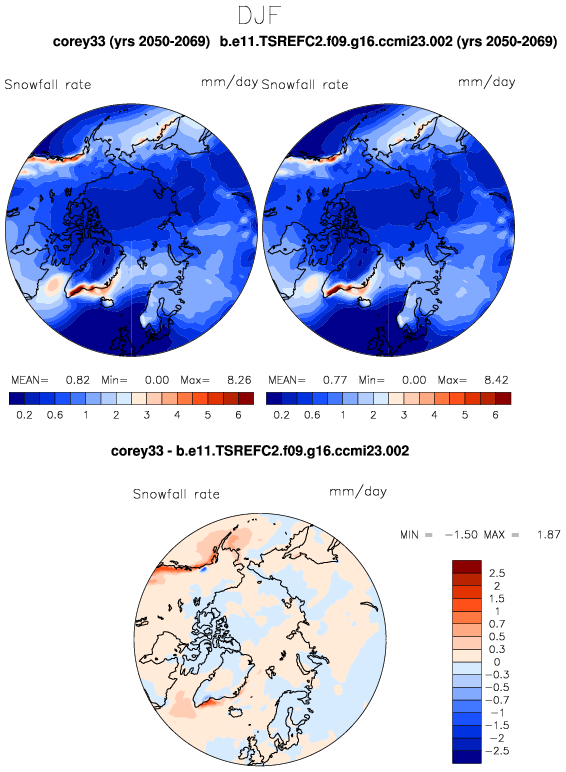 DJF
corey33 (yrs 2050-2069) b.e11.TSREFC2.f09.g16.ccmi23.002 (yrs 2050-2069)
Snowfall rate mm/day Snowfall rate mm/day
MEAN= 0.82 Min= 0.00 Max= 8.26 MEAN= 0.77 Min= 0.00 Max= 8.42
0.2 0.6 1 2 3 4 5 6 0.2 0.6 1 2 3 4 5 6
corey33 - b.e11.TSREFC2.f09.g16.ccmi23.002
Snowfall rate mm/day
MIN = -1.50 MAX = 1.87
2.5
2
1.5
1
0.7
0.5
0.3
0
-0.3
-0.5
-0.7
-1
-1.5
-2
-2.5